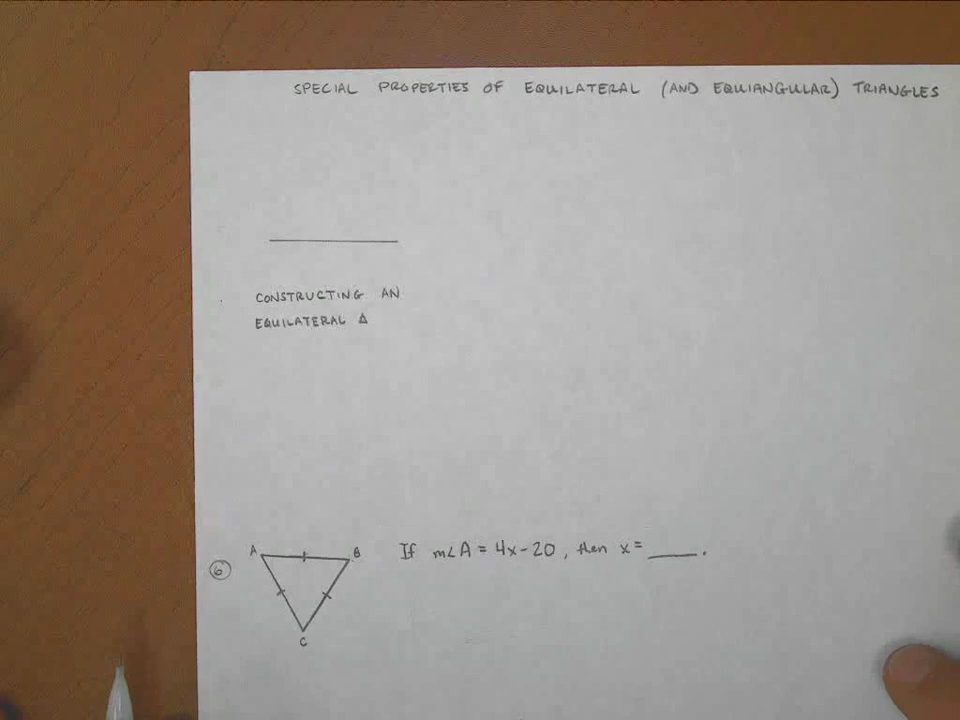 SPECIAL PROPERTIES OF EQUILATERAL (AND EQUIANGULAR) TRIANGLES
CONSTRUCTING AN
EQUILATERAL Δ
6
A
B
If m∠A = 4x-20, then x = ____.
C